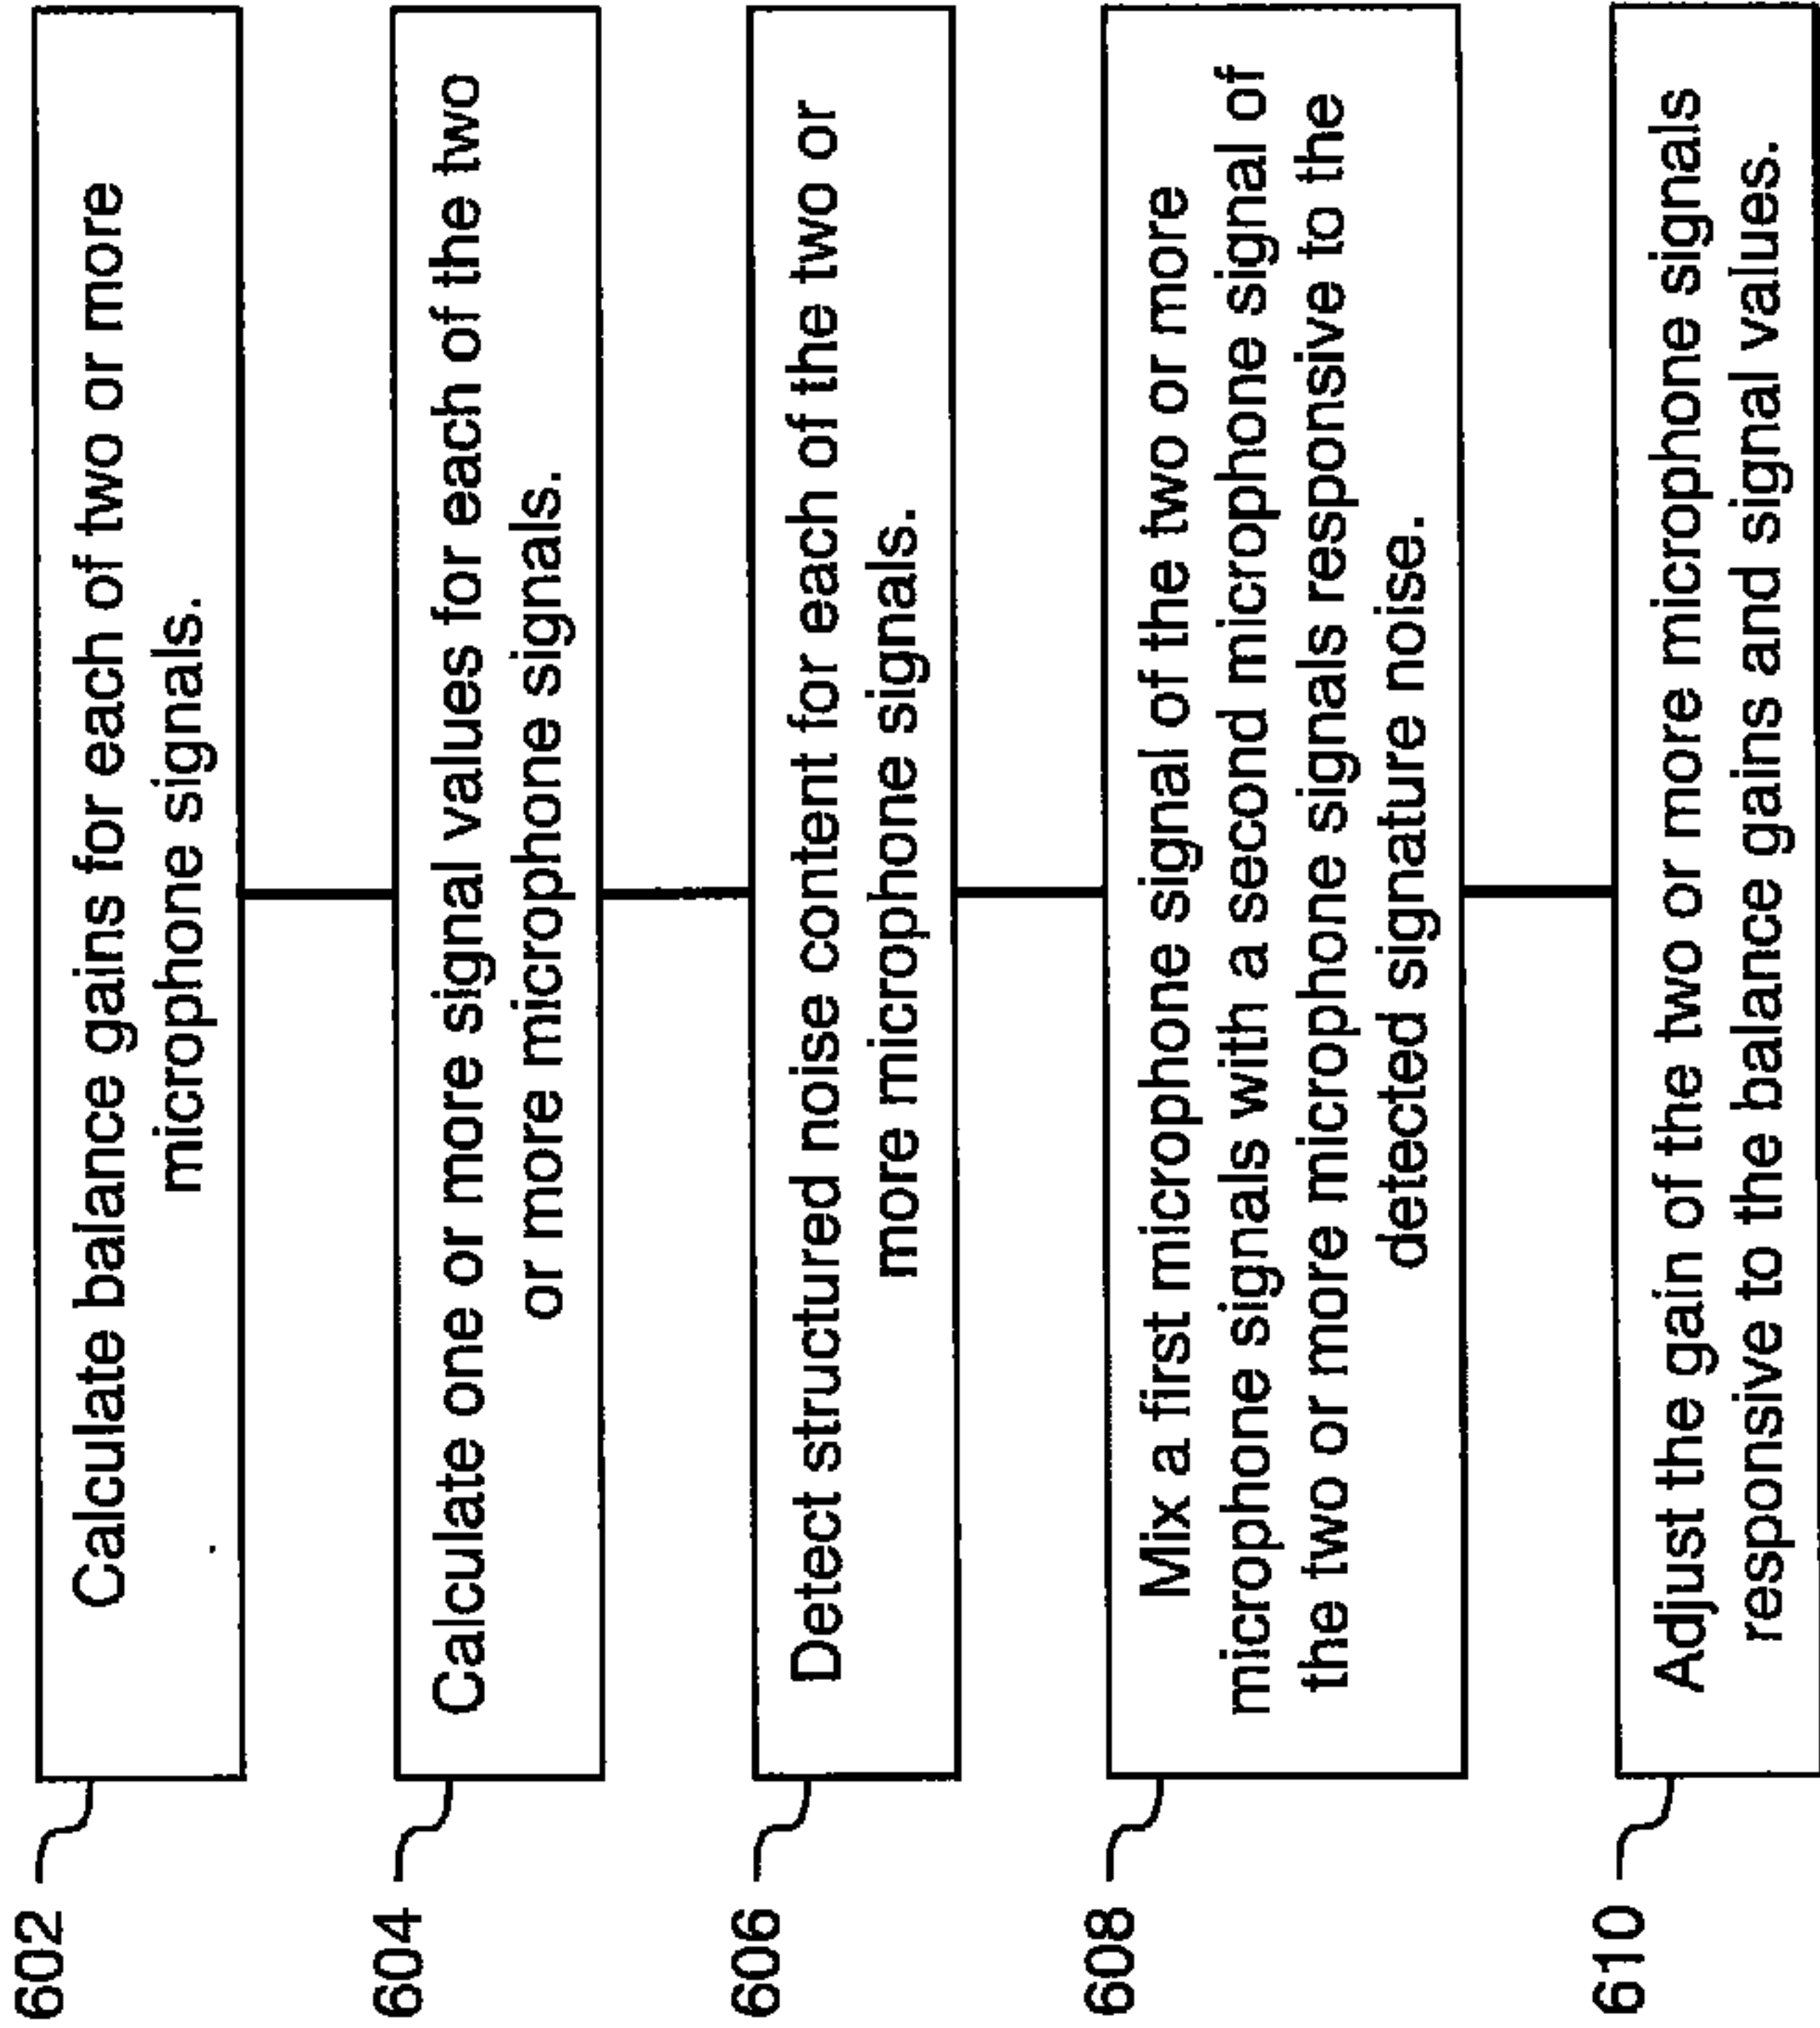 602
Calculate balance gains for each of two or more
microphone signals.
604
Calculate one or more signal values for each of the two
or more microphone signals.
606
Detect structured noise content for each of the two or
more microphone signals.
608
Mix a first microphone signal of the two or more
microphone signals with a second microphone signal of
the two or more microphone signals responsive to the
detected signature noise.
610
Adjust the gain of the two or more microphone signals
responsive to the balance gains and signal values.